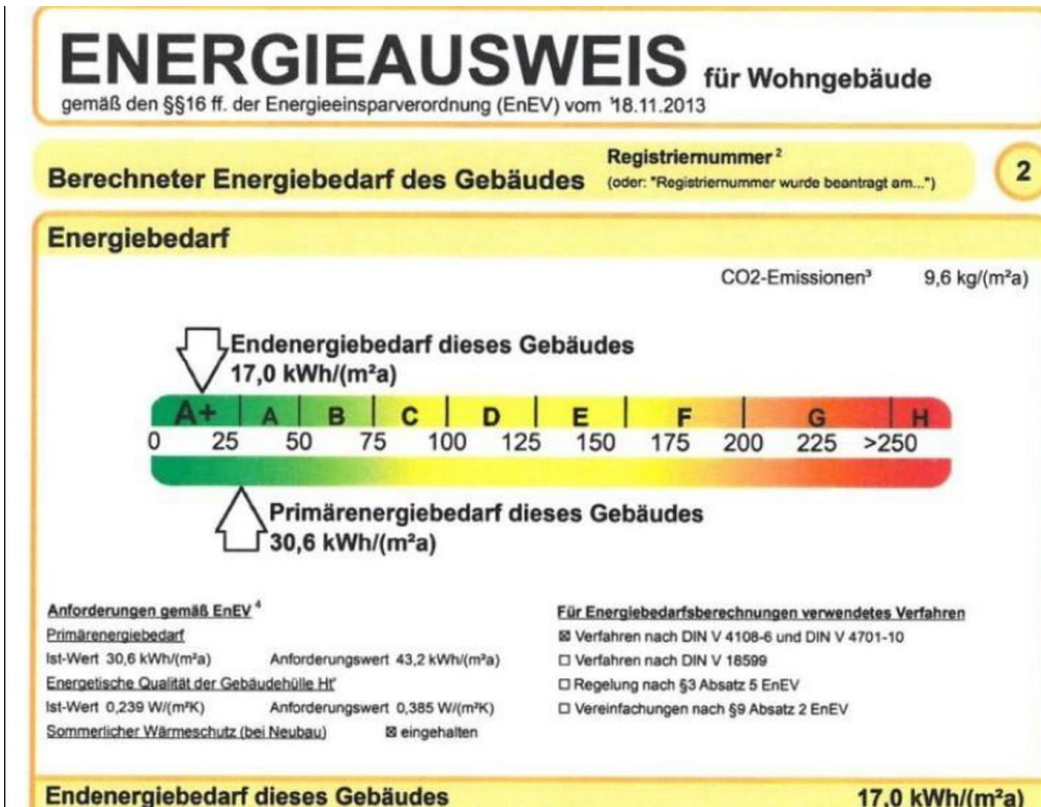 ENERGIEAUSWEIS für Wohngebäude
gemäß den §§16 ff. der Energieeinsparverordnung (EnEV) vom ¹18.11.2013
Berechneter Energiebedarf des Gebäudes
Registriernummer ²
(oder: "Registriernummer wurde beantragt am...")
2
Energiebedarf
CO2-Emissionen³ 9,6 kg/(m²a)
Endenergiebedarf dieses Gebäudes
17,0 kWh/(m²a)
A+ A B C D E F G H
0 25 50 75 100 125 150 175 200 225 >250
Primärenergiebedarf dieses Gebäudes
30,6 kWh/(m²a)
Anforderungen gemäß EnEV ⁴
Primärenergiebedarf
Ist-Wert 30,6 kWh/(m²a) Anforderungswert 43,2 kWh/(m²a)
Energetische Qualität der Gebäudehülle Ht'
Ist-Wert 0,239 W/(m²K) Anforderungswert 0,385 W/(m²K)
Sommerlicher Wärmeschutz (bei Neubau) ☒ eingehalten
Für Energiebedarfsberechnungen verwendetes Verfahren
☒ Verfahren nach DIN V 4108-6 und DIN V 4701-10
☐ Verfahren nach DIN V 18599
☐ Regelung nach §3 Absatz 5 EnEV
☐ Vereinfachungen nach §9 Absatz 2 EnEV
Endenergiebedarf dieses Gebäudes 17,0 kWh/(m²a)